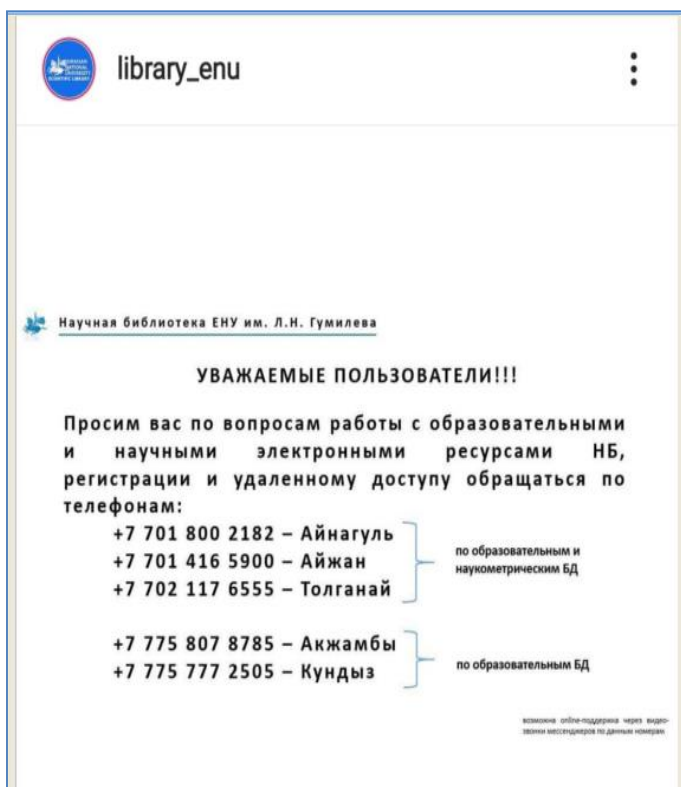 library_enu
Научная библиотека ЕНУ им. Л.Н. Гумилева
УВАЖАЕМЫЕ ПОЛЬЗОВАТЕЛИ!!!
Просим вас по вопросам работы с образовательными
и научными электронными ресурсами НБ,
регистрации и удаленному доступу обращаться по
телефонам:
+7 701 800 2182 – Айнагуль
+7 701 416 5900 – Айжан
+7 702 117 6555 – Толганай
по образовательным и
наукометрическим БД
+7 775 807 8785 – Акжамбы
+7 775 777 2505 – Кундыз
по образовательным БД
возможна online-поддержка через видео-
звонки мессенджеров по данным номерам